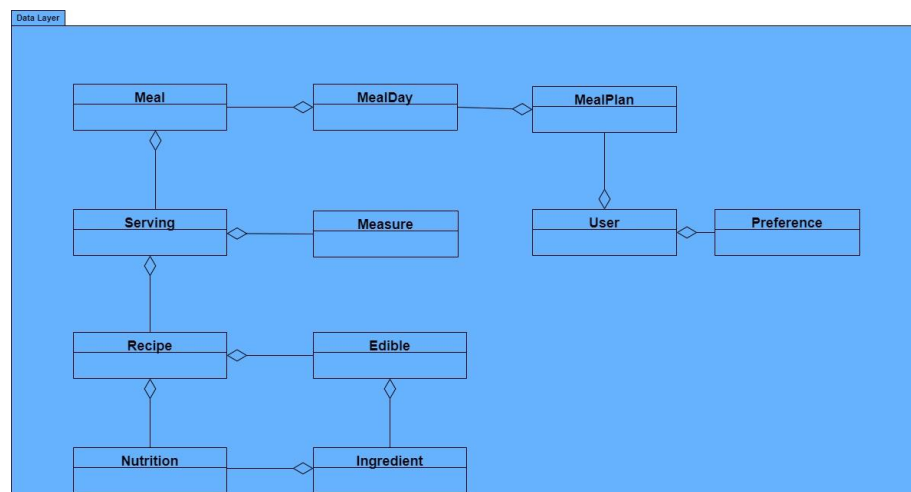 Data Layer
Meal
MealDay
MealPlan
Serving
Measure
User
Preference
Recipe
Edible
Nutrition
Ingredient